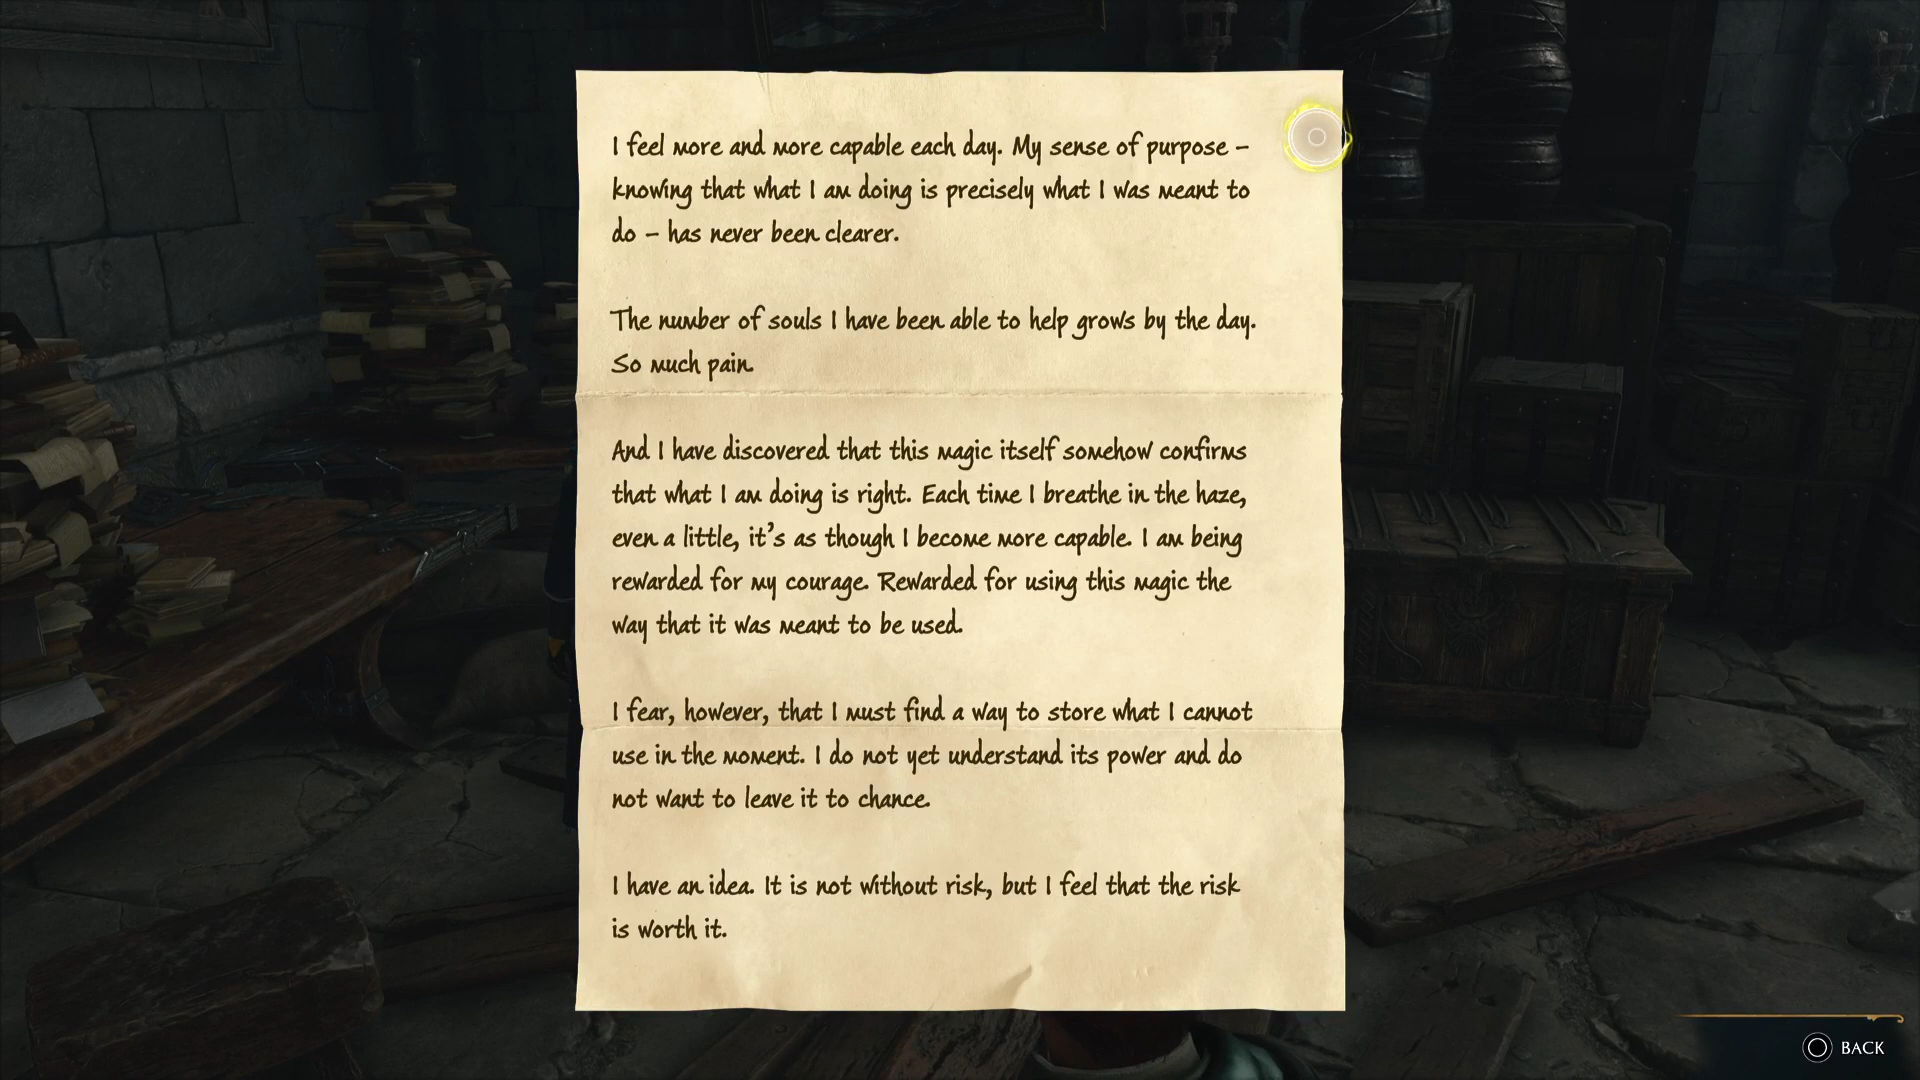 I feel more and more capable each day. My sense of purpose –
knowing that what I am doing is precisely what I was meant to
do – has never been clearer.
The number of souls I have been able to help grows by the day.
So much pain.
And I have discovered that this magic itself somehow confirms
that what I am doing is right. Each time I breathe in the haze,
even a little, it's as though I become more capable. I am being
rewarded for my courage. Rewarded for using this magic the
way that it was meant to be used.
I fear, however, that I must find a way to store what I cannot
use in the moment. I do not yet understand its power and do
not want to leave it to chance.
I have an idea. It is not without risk, but I feel that the risk
is worth it.
BACK